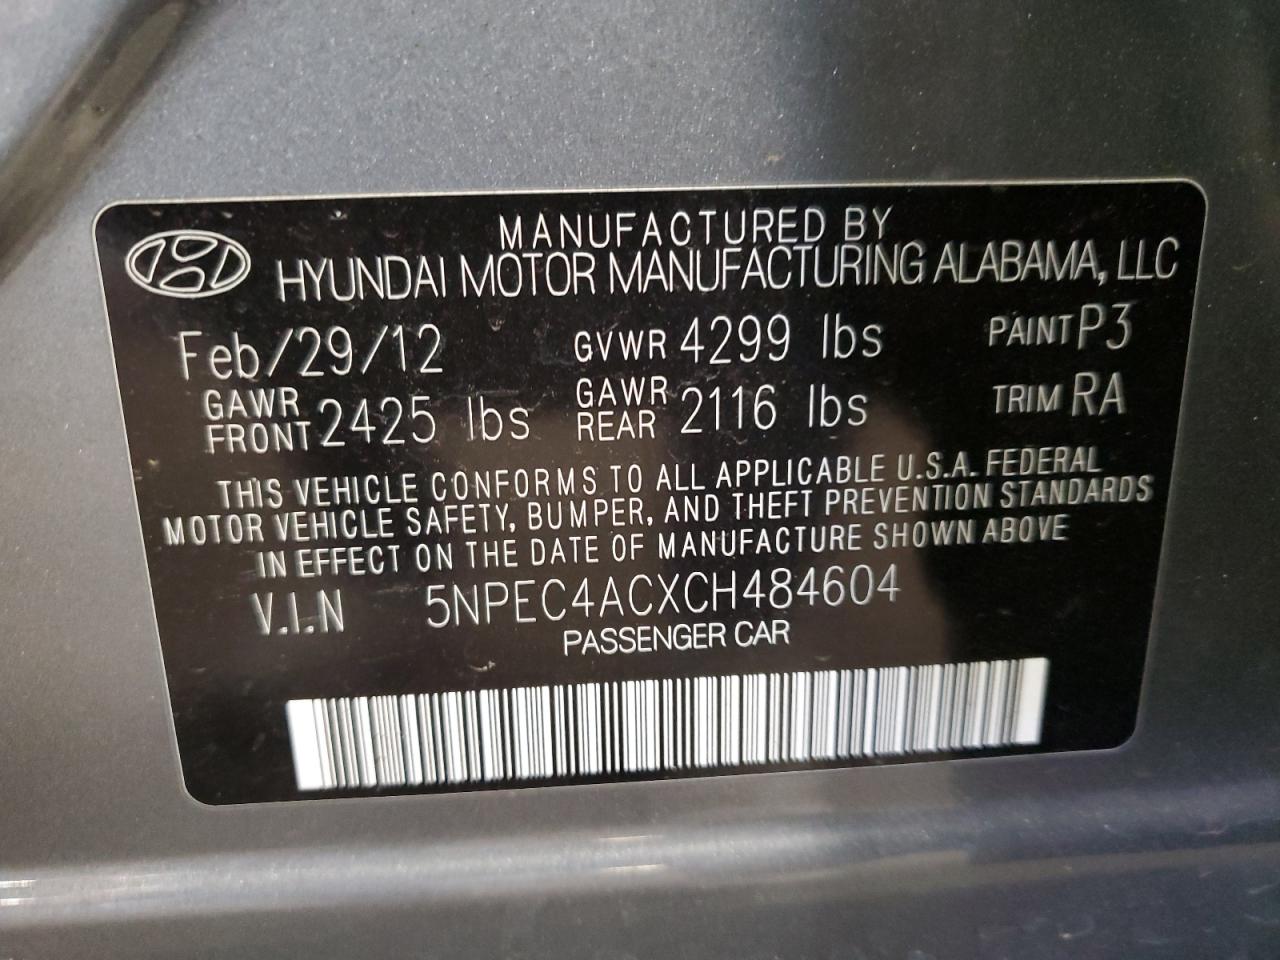 MANUFACTURED BY
HYUNDAI MOTOR MANUFACTURING ALABAMA, LLC
Feb/29/12 GVWR 4299 lbs PAINT P3
GAWR FRONT 2425 lbs GAWR REAR 2116 lbs TRIM RA
THIS VEHICLE CONFORMS TO ALL APPLICABLE U.S.A. FEDERAL
MOTOR VEHICLE SAFETY, BUMPER, AND THEFT PREVENTION STANDARDS
IN EFFECT ON THE DATE OF MANUFACTURE SHOWN ABOVE
V.I.N 5NPEC4ACXCH484604
PASSENGER CAR